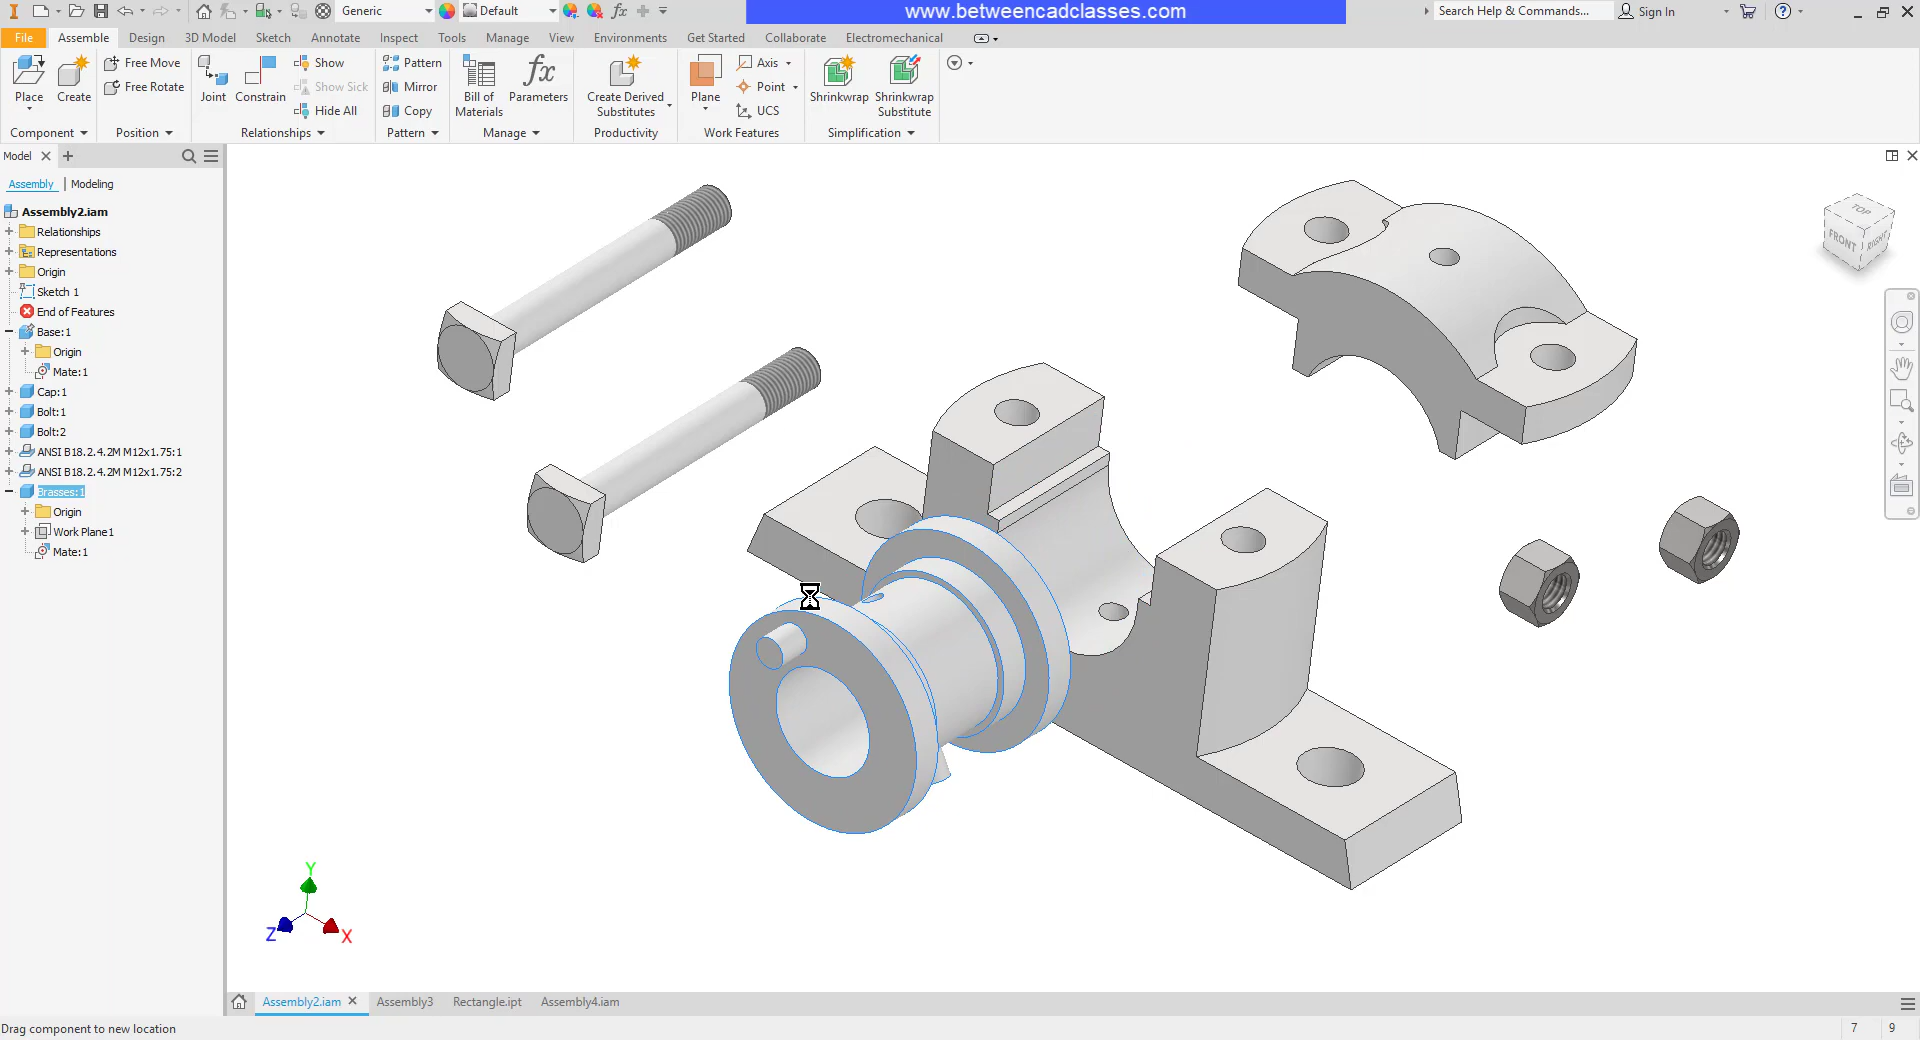 Generic
Default
fx
www.betweencadclasses.com
Search Help & Commands...
Sign In
File
Assemble
Design
3D Model
Sketch
Annotate
Inspect
Tools
Manage
View
Environments
Get Started
Collaborate
Electromechanical
Place
Create
Free Move
Free Rotate
Joint
Constrain
Show
Show Sick
Hide All
Pattern
Mirror
Copy
Bill of
Materials
fx
Parameters
Create Derived
Substitutes
Plane
Axis
Point
UCS
Shrinkwrap
Shrinkwrap
Substitute
Component
Position
Relationships
Pattern
Manage
Productivity
Work Features
Simplification
Model
Assembly
Modeling
Assembly2.iam
Relationships
Representations
Origin
Sketch 1
End of Features
Base:1
Origin
Mate:1
Cap:1
Bolt:1
Bolt:2
ANSI B18.2.4.2M M12x1.75:1
ANSI B18.2.4.2M M12x1.75:2
Brasses:1
Origin
Work Plane1
Mate:1
TOP
FRONT
RIGHT
Y
Z
X
Assembly2.iam
Assembly3
Rectangle.ipt
Assembly4.iam
Drag component to new location
7
9